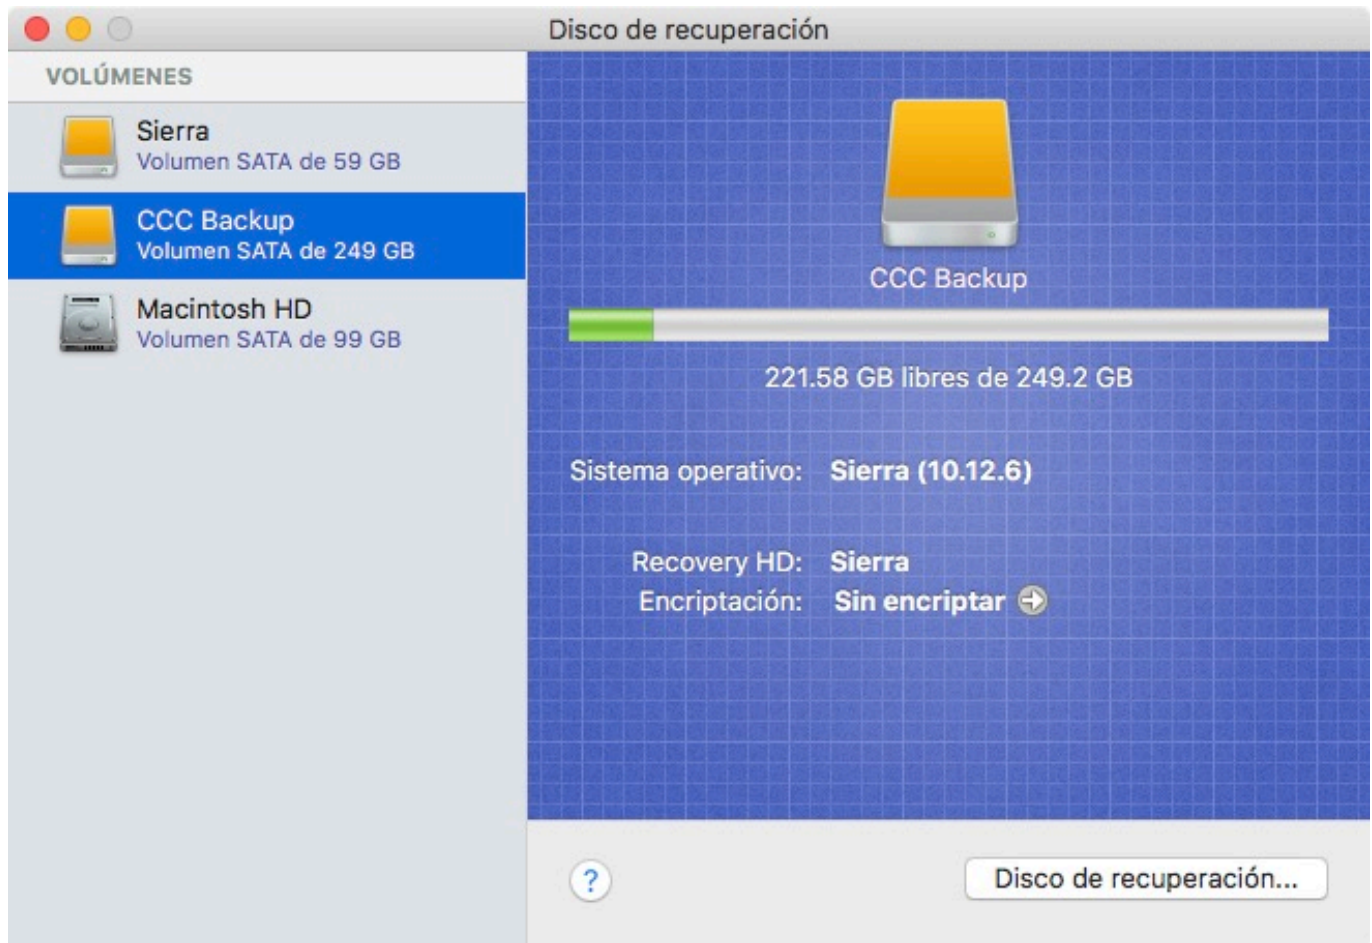 Disco de recuperación
VOLÚMENES
Sierra
Volumen SATA de 59 GB
CCC Backup
Volumen SATA de 249 GB
Macintosh HD
Volumen SATA de 99 GB
CCC Backup
221.58 GB libres de 249.2 GB
Sistema operativo: Sierra (10.12.6)
Recovery HD: Sierra
Encriptación: Sin encriptar
?
Disco de recuperación...